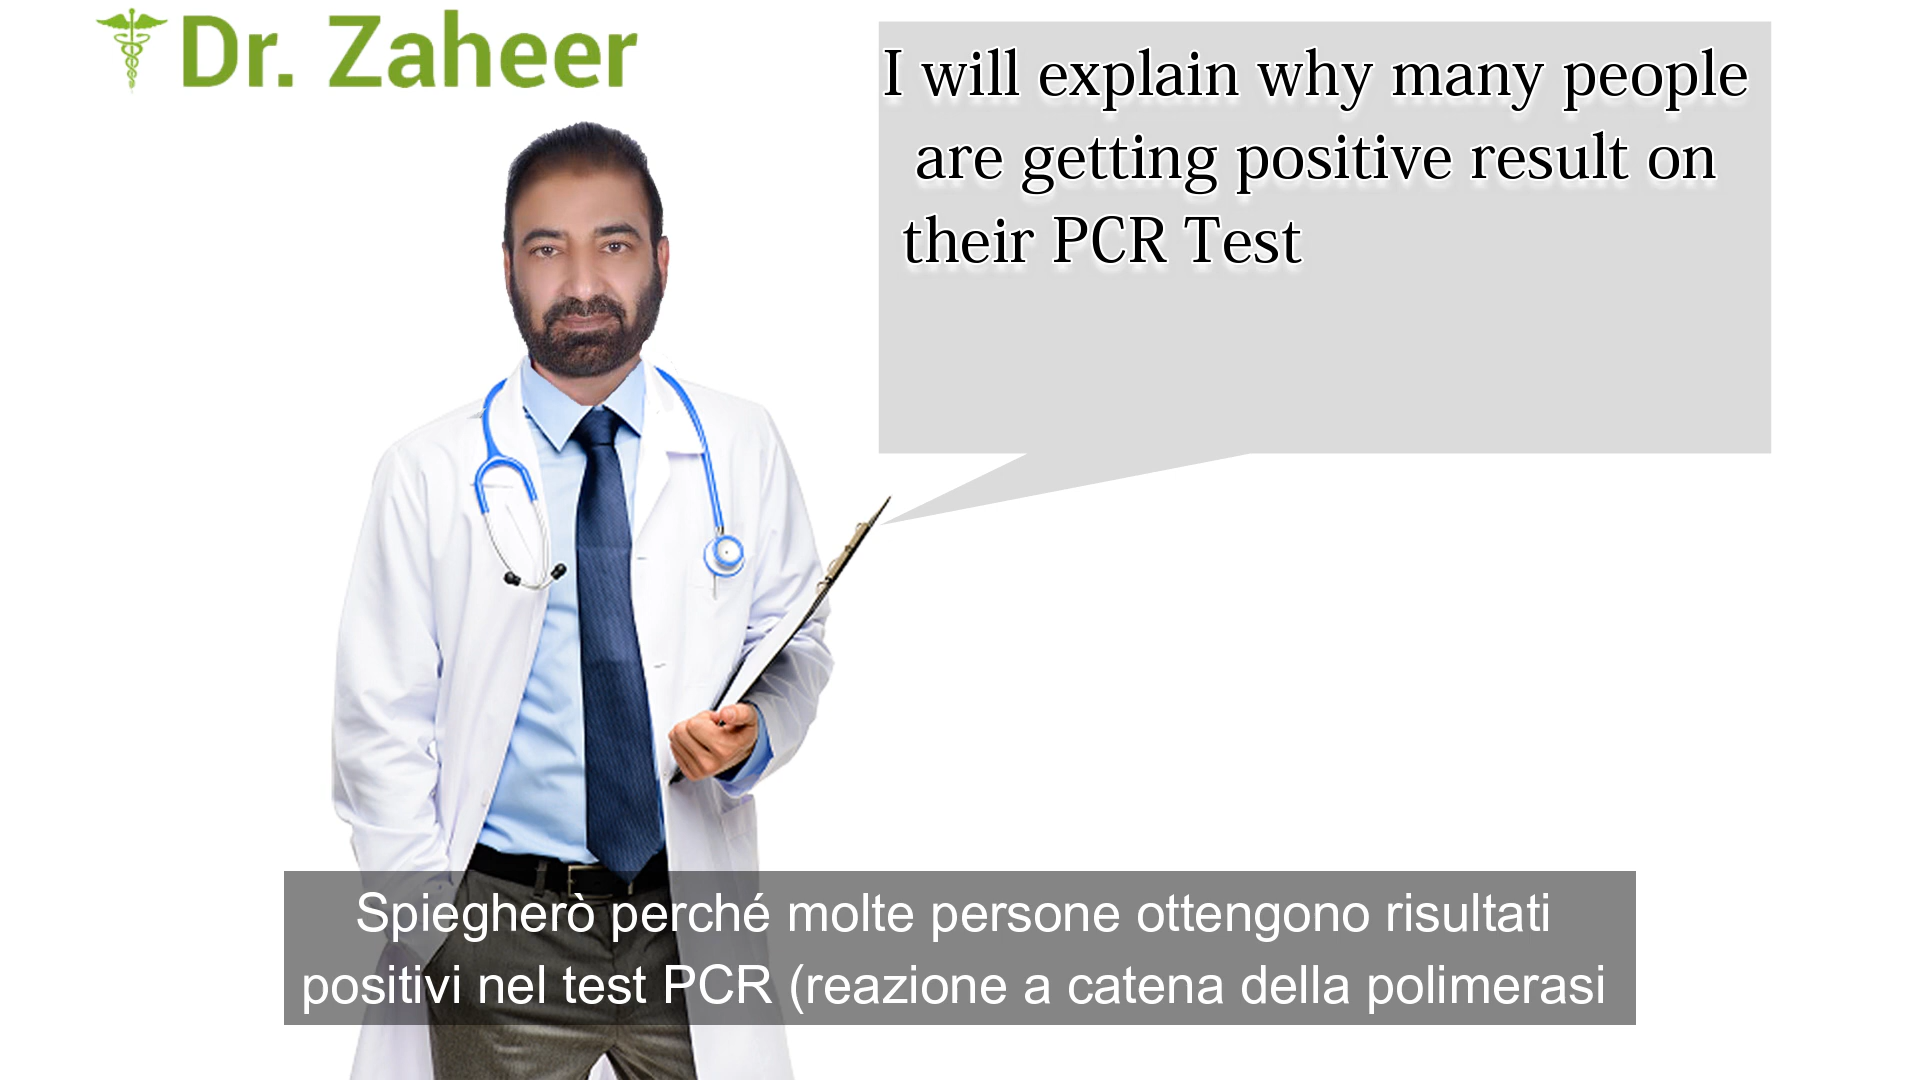 Dr. Zaheer
I will explain why many people
are getting positive result on
their PCR Test
Spiegherò perché molte persone ottengono risultati
positivi nel test PCR (reazione a catena della polimerasi